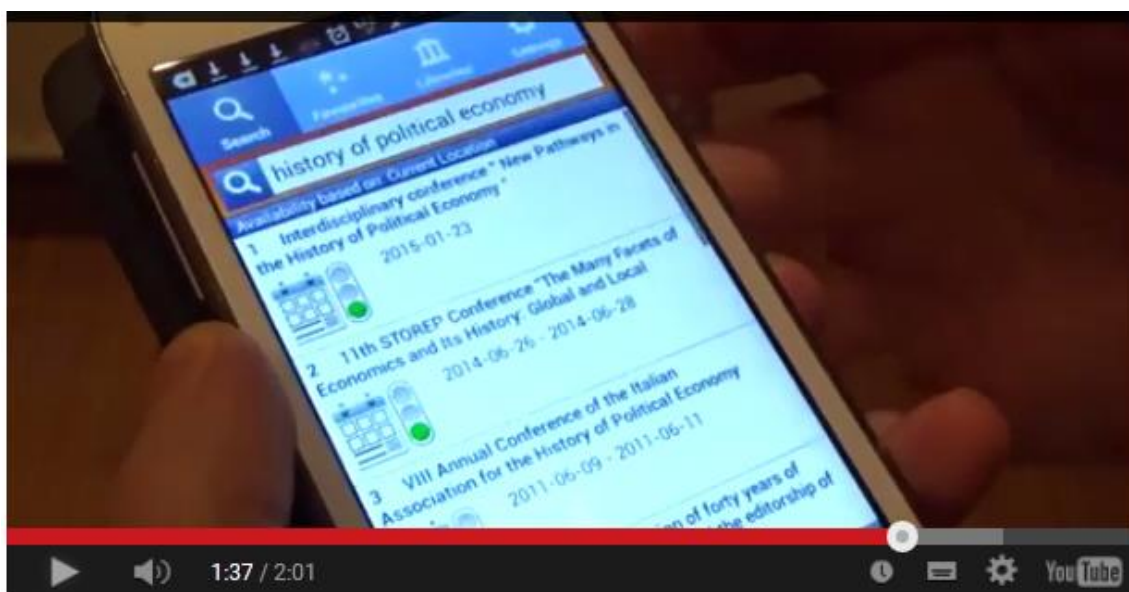 Search
Favourites
Libraries
Settings
history of political economy
Availability based on: Current Location
1 Interdisciplinary conference " New Pathways in
the History of Political Economy"
2015-01-23
2 11th STOREP Conference "The Many Facets of
Economics and Its History: Global and Local
2014-06-26 - 2014-06-28
3 VIII Annual Conference of the Italian
Association for the History of Political Economy
2011-06-09 - 2011-06-11
of forty years of
the editorship of
1:37 / 2:01
YouTube